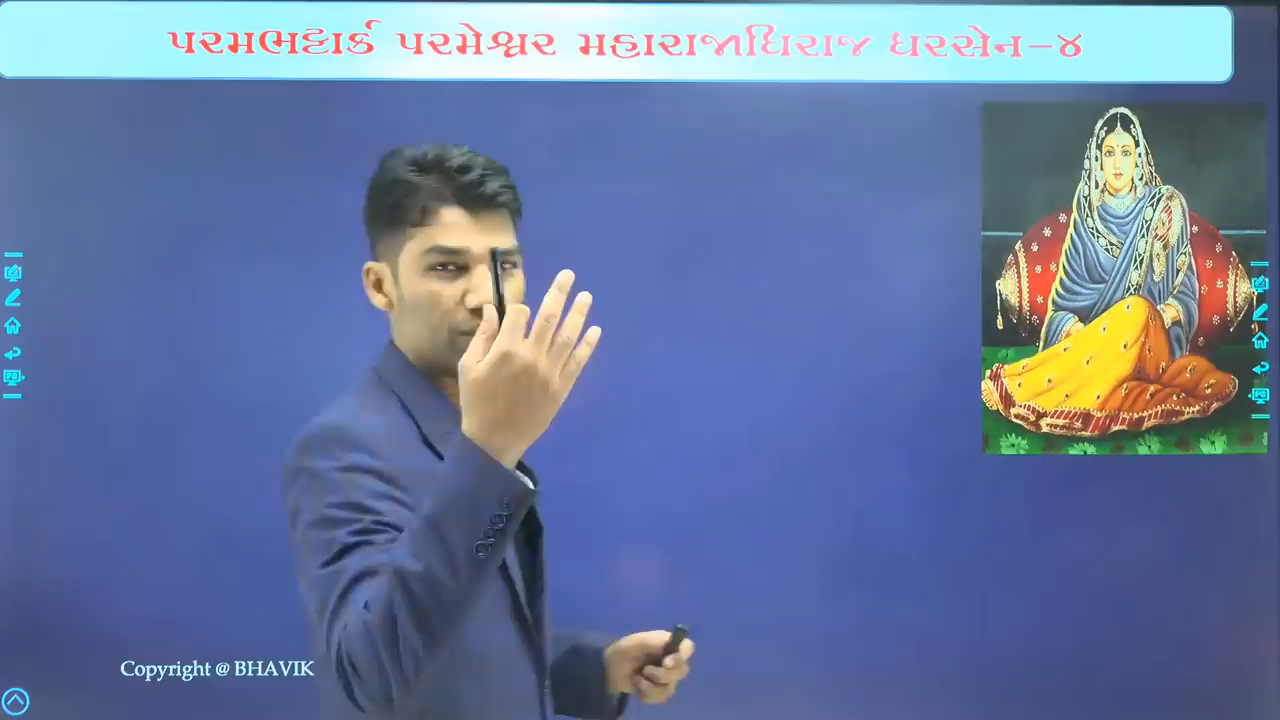 પરમભટ્ટાર્ક પરમેશ્વર મહારાજાધિરાજ ધરસેન-૪
Copyright @ BHAVIK